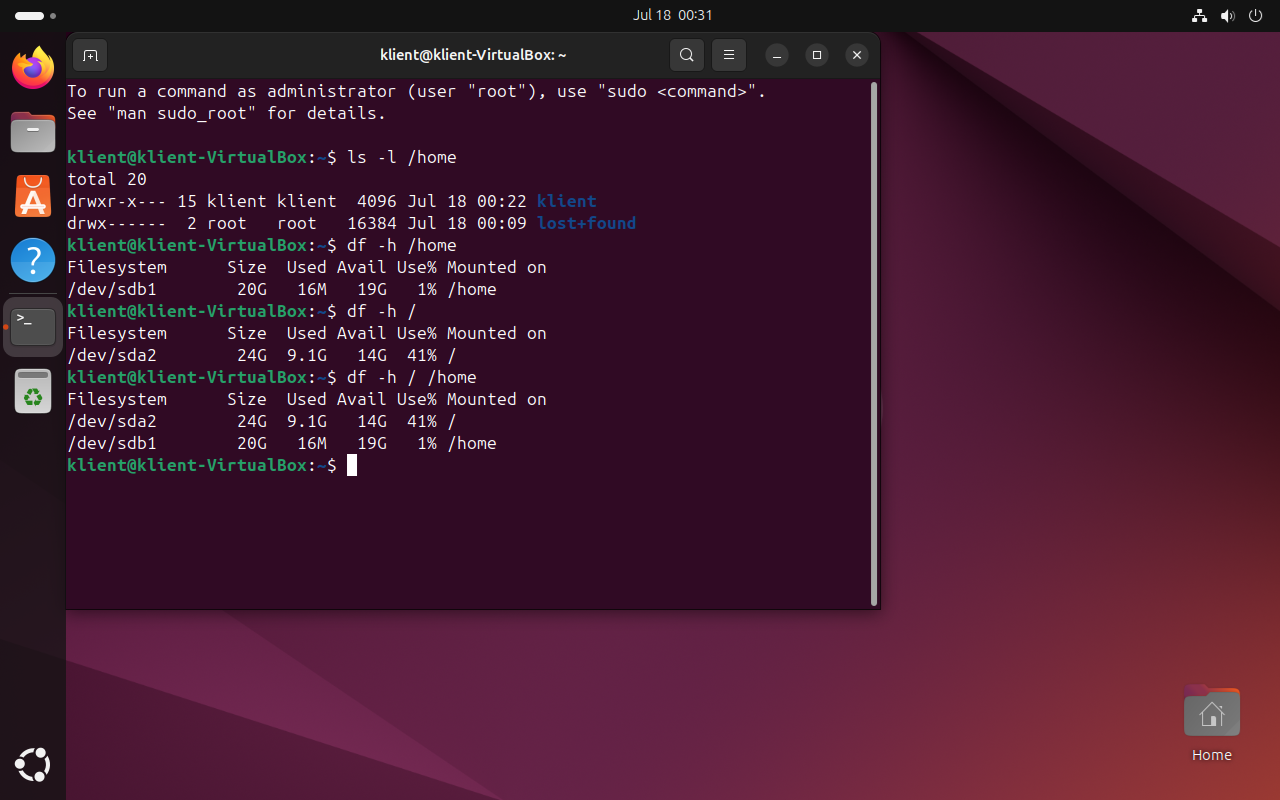 Jul 18  00:31
klient@klient-VirtualBox: ~
To run a command as administrator (user "root"), use "sudo <command>".
See "man sudo_root" for details.

klient@klient-VirtualBox:~$ ls -l /home
total 20
drwxr-x--- 15 klient klient  4096 Jul 18 00:22 klient
drwx------  2 root   root   16384 Jul 18 00:09 lost+found
klient@klient-VirtualBox:~$ df -h /home
Filesystem      Size  Used Avail Use% Mounted on
/dev/sdb1        20G   16M   19G   1% /home
klient@klient-VirtualBox:~$ df -h /
Filesystem      Size  Used Avail Use% Mounted on
/dev/sda2        24G  9.1G   14G  41% /
klient@klient-VirtualBox:~$ df -h / /home
Filesystem      Size  Used Avail Use% Mounted on
/dev/sda2        24G  9.1G   14G  41% /
/dev/sdb1        20G   16M   19G   1% /home
klient@klient-VirtualBox:~$
Home